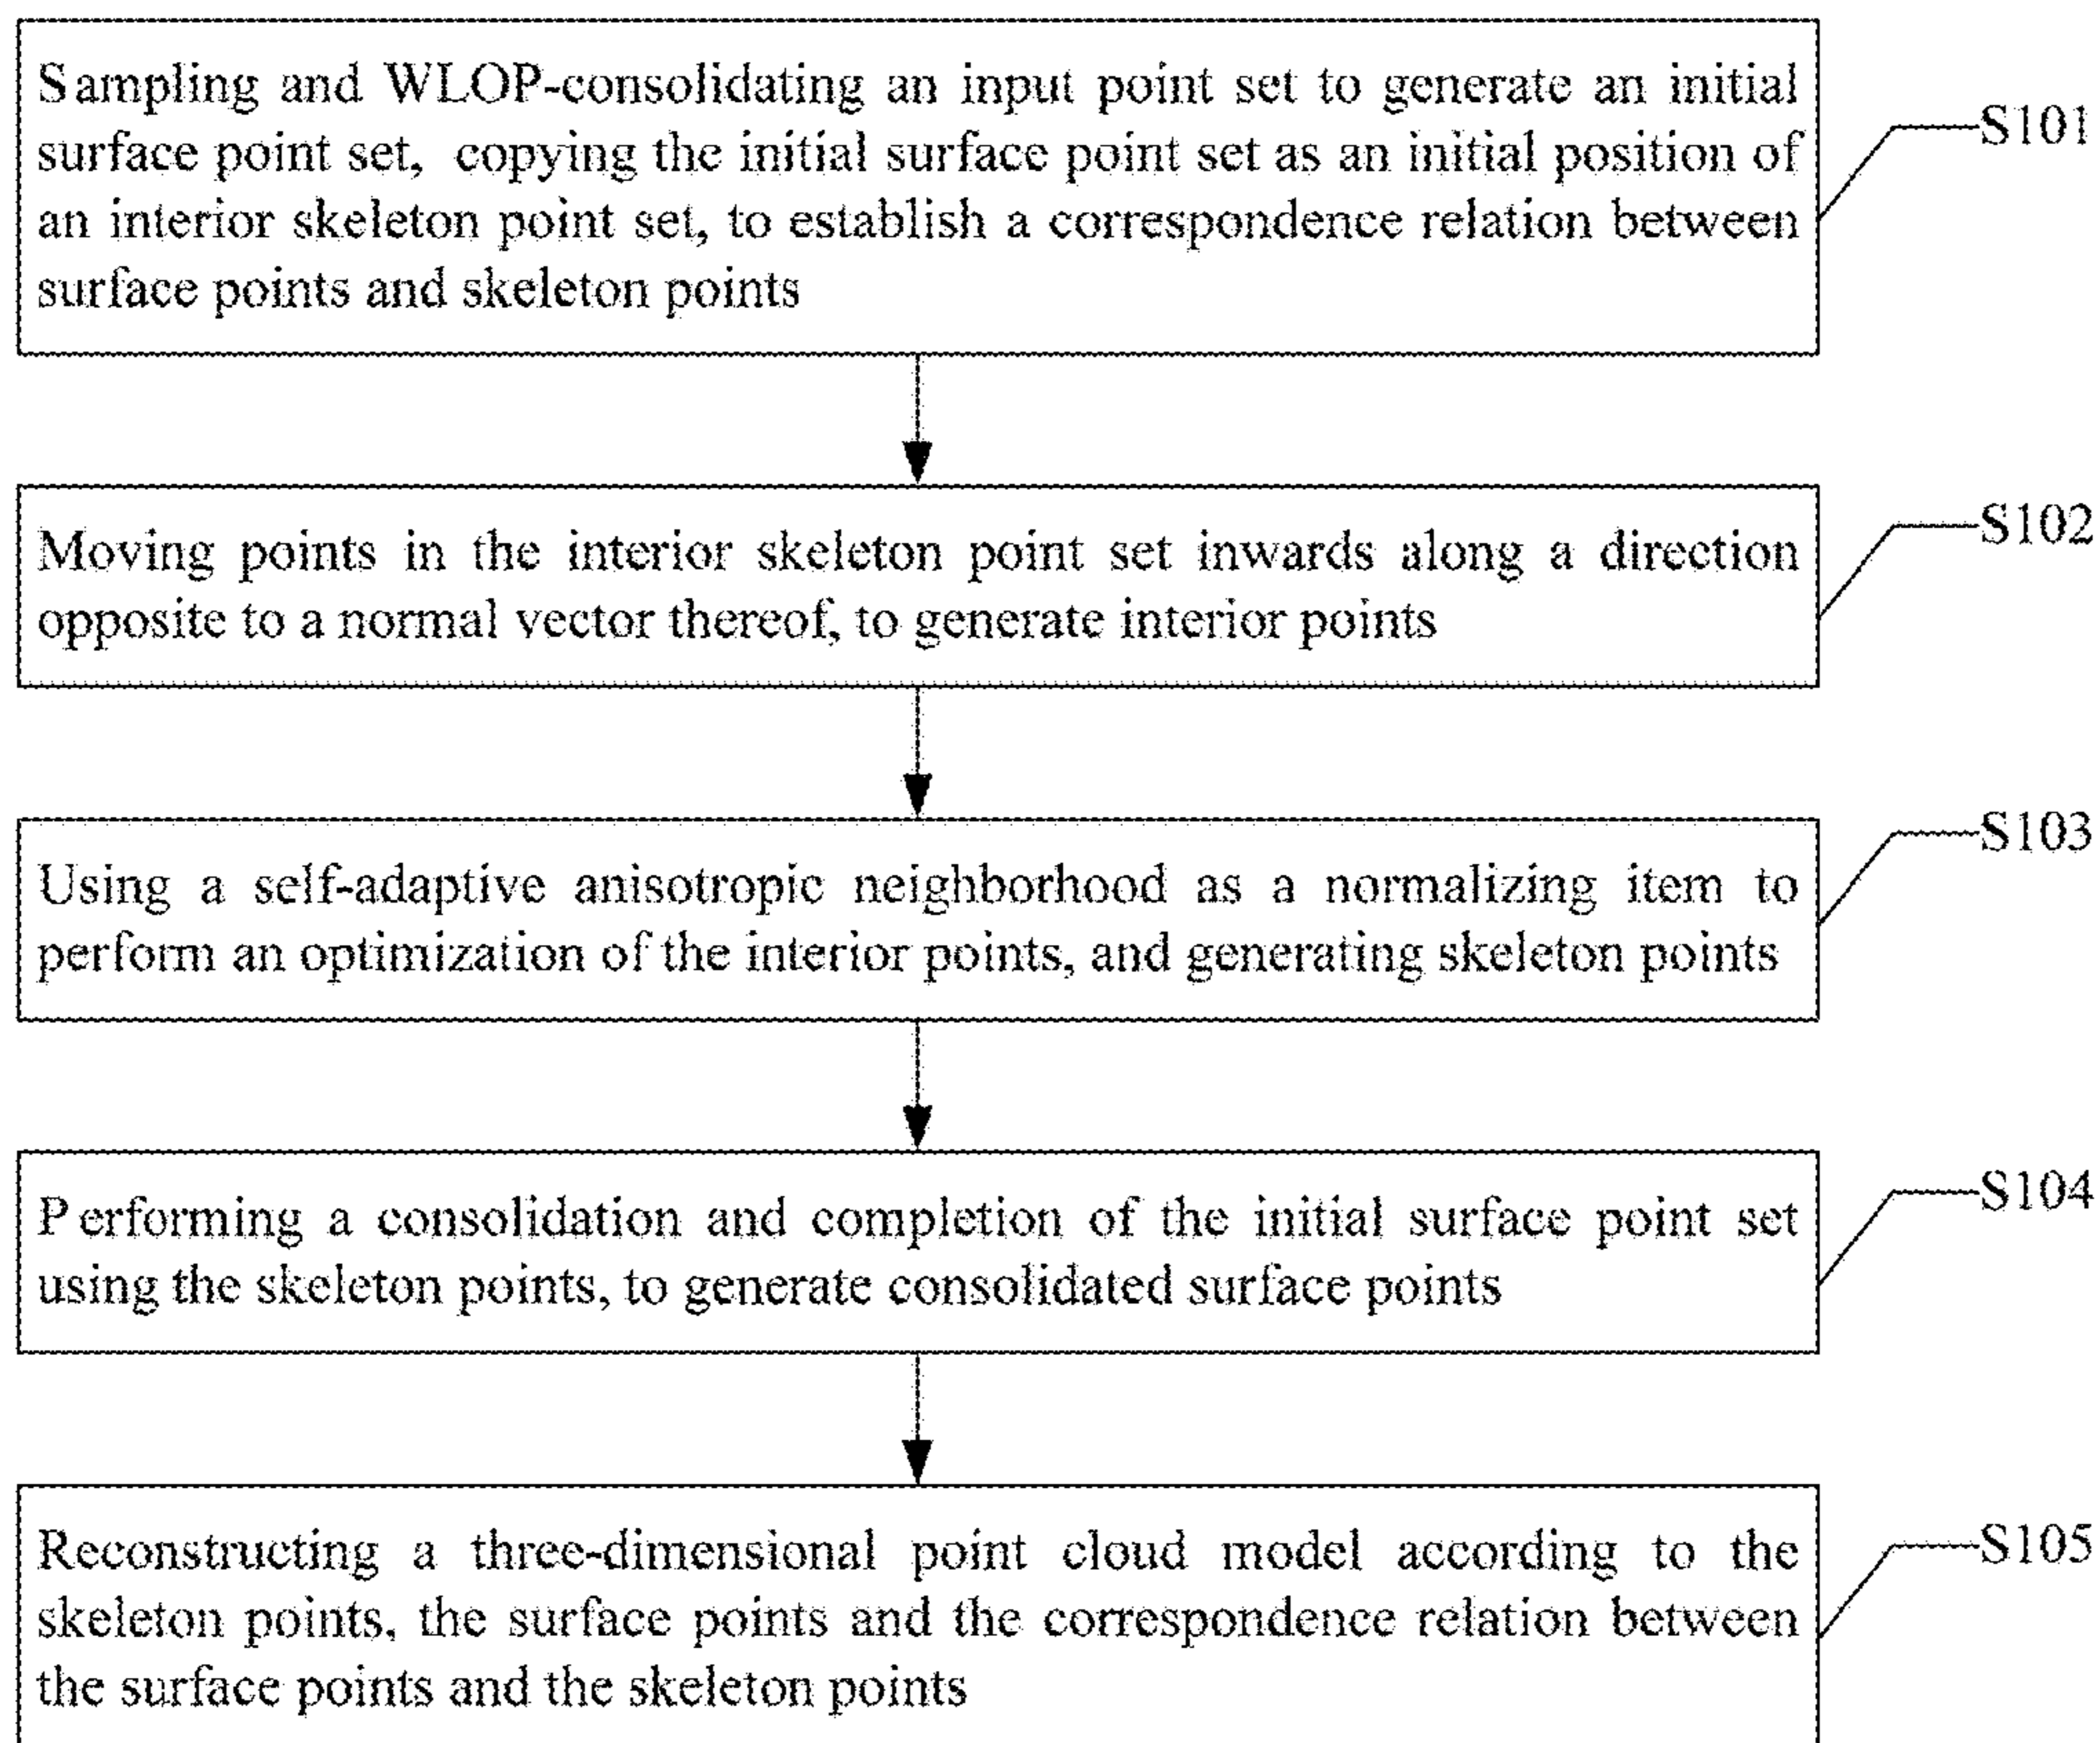 Sampling and WLOP-consolidating an input point set to generate an initial
surface point set, copying the initial surface point set as an initial position of
an interior skeleton point set, to establish a correspondence relation between
surface points and skeleton points
S101
Moving points in the interior skeleton point set inwards along a direction
opposite to a normal vector thereof, to generate interior points
S102
Using a self-adaptive anisotropic neighborhood as a normalizing item to
perform an optimization of the interior points, and generating skeleton points
S103
Performing a consolidation and completion of the initial surface point set
using the skeleton points, to generate consolidated surface points
S104
Reconstructing a three-dimensional point cloud model according to the
skeleton points, the surface points and the correspondence relation between
the surface points and the skeleton points
S105